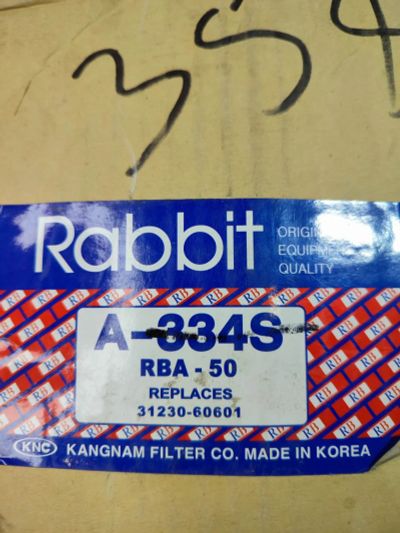 354
Rabbit
ORIGINAL
EQUIPMENT
QUALITY
A-334S
RBA - 50
REPLACES
31230-60601
KNC KANGNAM FILTER CO. MADE IN KOREA